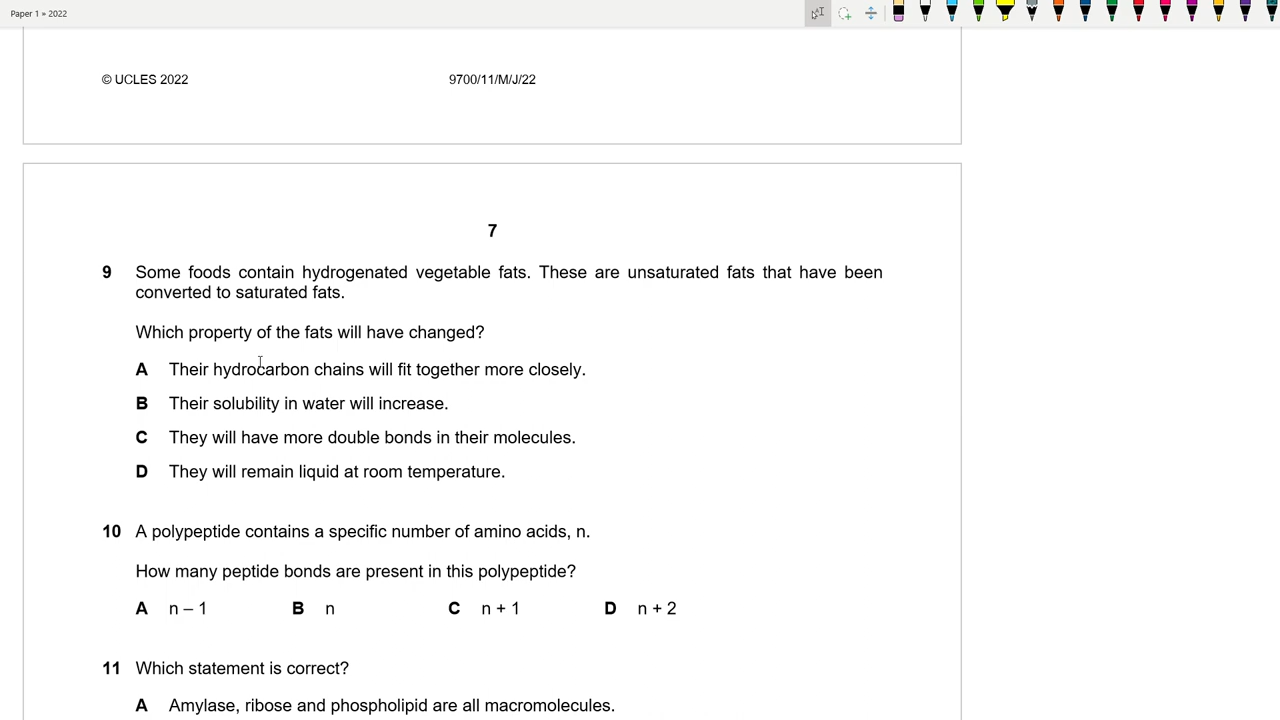 Paper 1 » 2022
© UCLES 2022 9700/11/M/J/22
7
9 Some foods contain hydrogenated vegetable fats. These are unsaturated fats that have been
converted to saturated fats.
Which property of the fats will have changed?
A Their hydrocarbon chains will fit together more closely.
B Their solubility in water will increase.
C They will have more double bonds in their molecules.
D They will remain liquid at room temperature.
10 A polypeptide contains a specific number of amino acids, n.
How many peptide bonds are present in this polypeptide?
A n – 1 B n C n + 1 D n + 2
11 Which statement is correct?
A Amylase, ribose and phospholipid are all macromolecules.